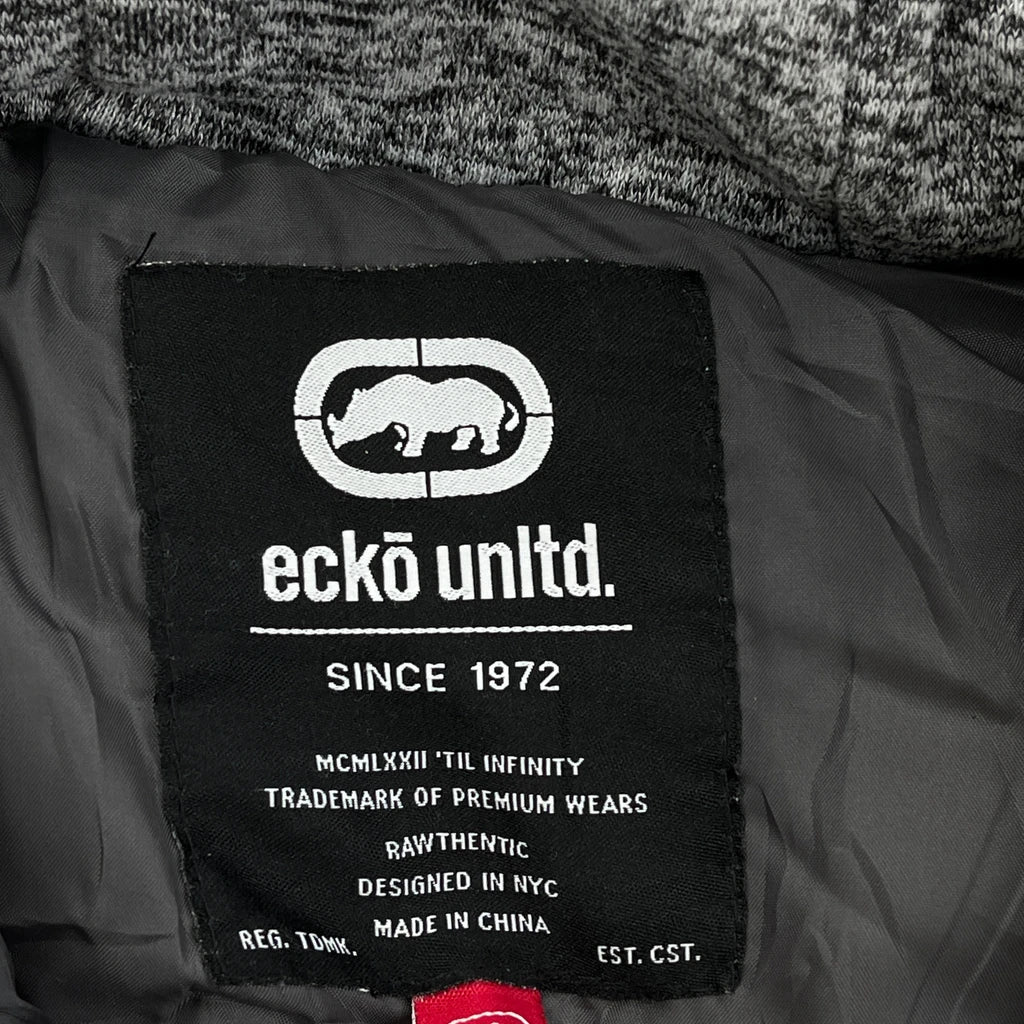 eckō unltd.
SINCE 1972
MCMLXXII 'TIL INFINITY
TRADEMARK OF PREMIUM WEARS
RAWTHENTIC
DESIGNED IN NYC
MADE IN CHINA
REG. TDMK.
EST. CST.